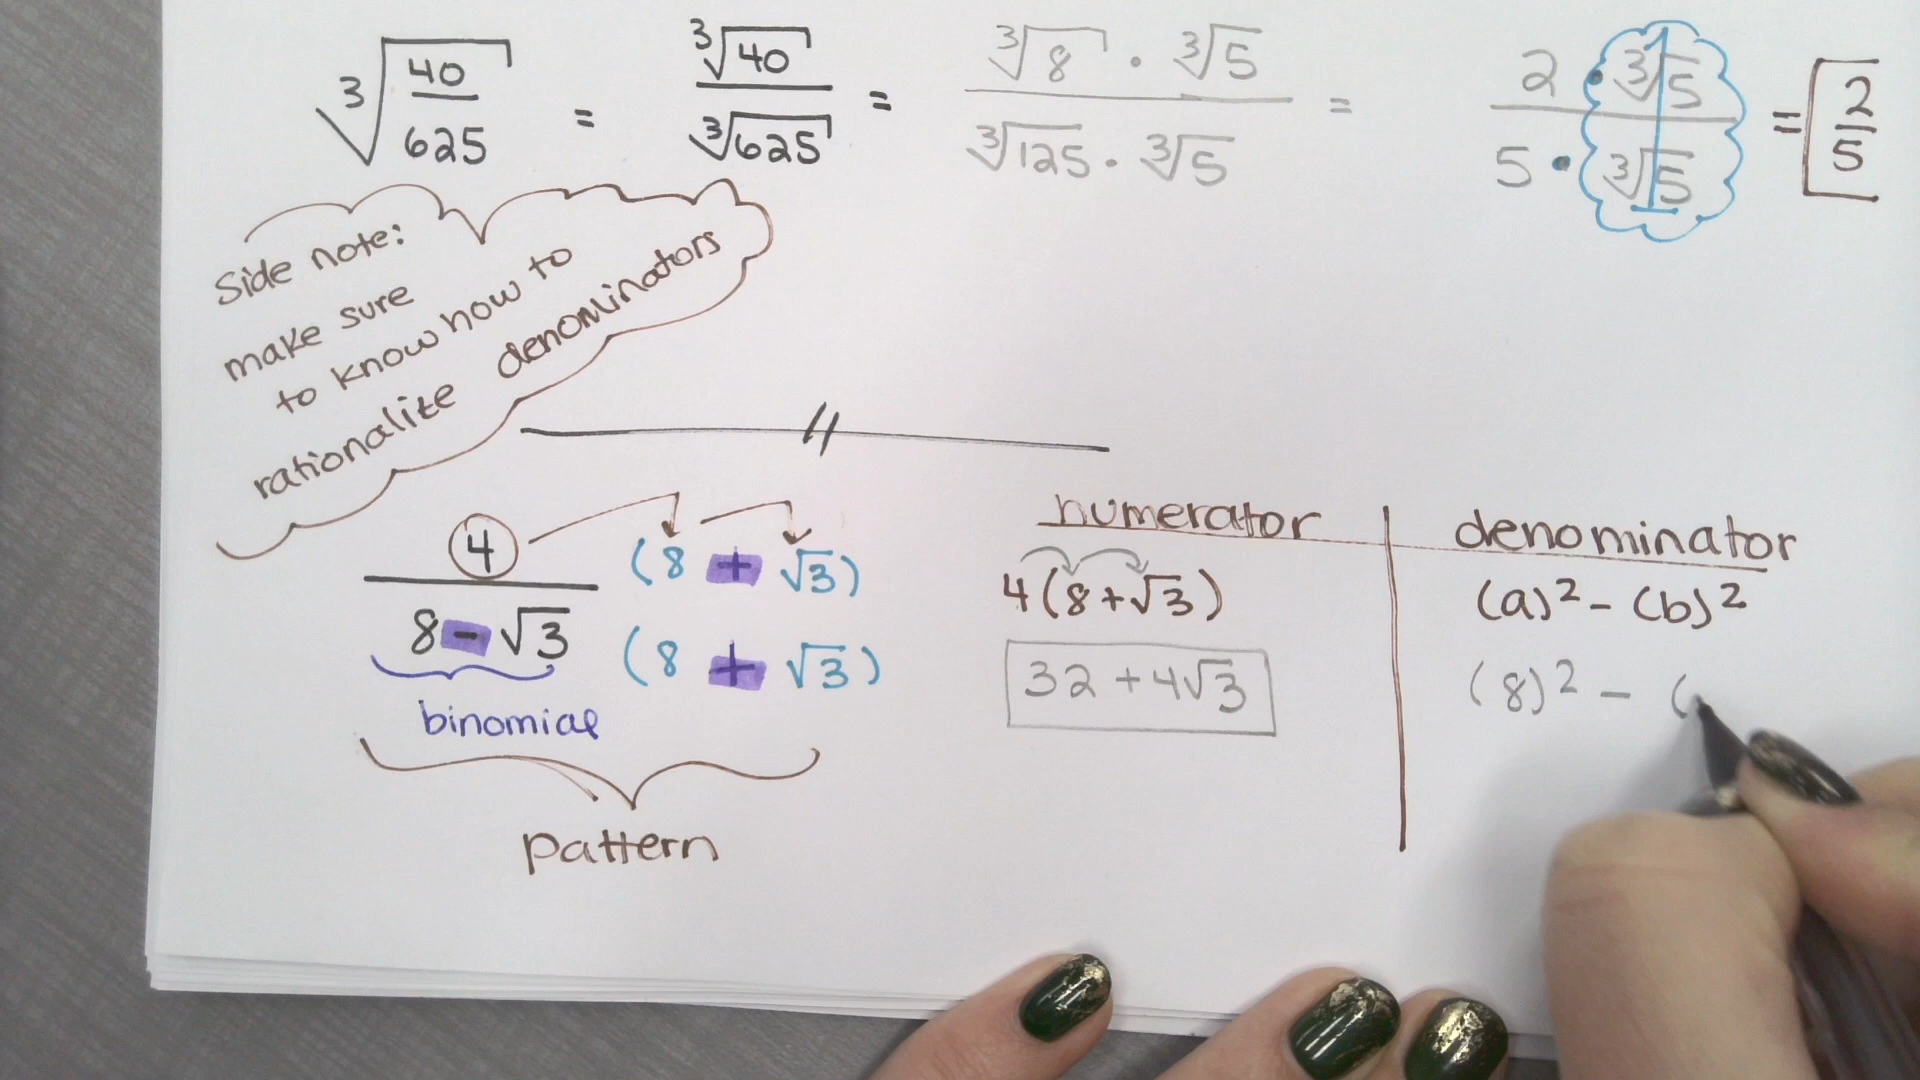 ∛(40/625) = ∛40/∛625 = (∛8 · ∛5)/(∛125 · ∛5) = (2 · ∛5)/(5 · ∛5) = 2/5
1
Side note:
make sure
to know how to
rationalize denominators
4 (8 + √3)
8 - √3 (8 + √3)
binomial
pattern
numerator
4(8+√3)
32 + 4√3
denominator
(a)² - (b)²
(8)² - (